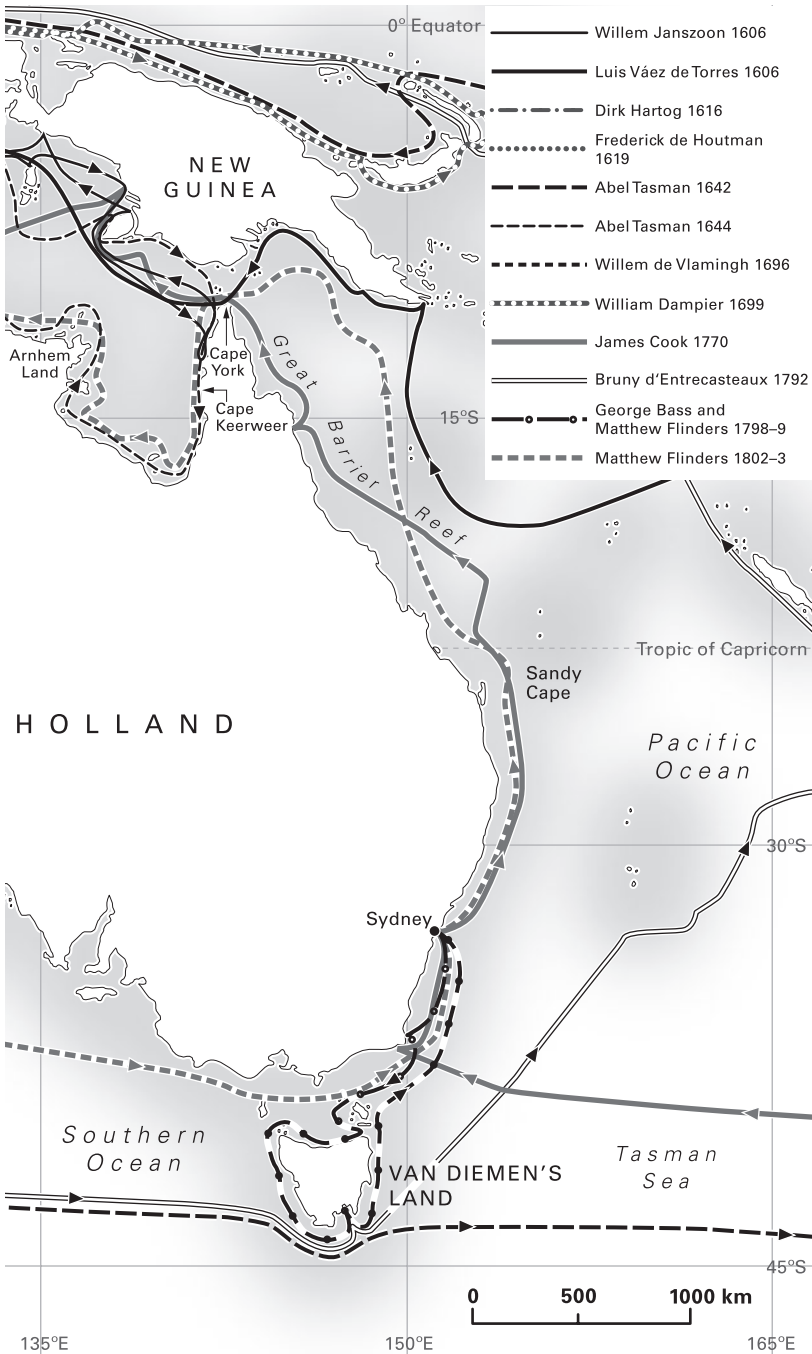 0° Equator
Willem Janszoon 1606
Luis Váez de Torres 1606
Dirk Hartog 1616
Frederick de Houtman
1619
Abel Tasman 1642
Abel Tasman 1644
Willem de Vlamingh 1696
William Dampier 1699
James Cook 1770
Bruny d'Entrecasteaux 1792
George Bass and
Matthew Flinders 1798–9
Matthew Flinders 1802–3
NEW
GUINEA
Arnhem
Land
Cape
York
Cape
Keerweer
Great
Barrier
Reef
15°S
Tropic of Capricorn
Sandy
Cape
HOLLAND
Pacific
Ocean
30°S
Sydney
Southern
Ocean
VAN DIEMEN'S
LAND
Tasman
Sea
45°S
0 500 1000 km
135°E 150°E 165°E